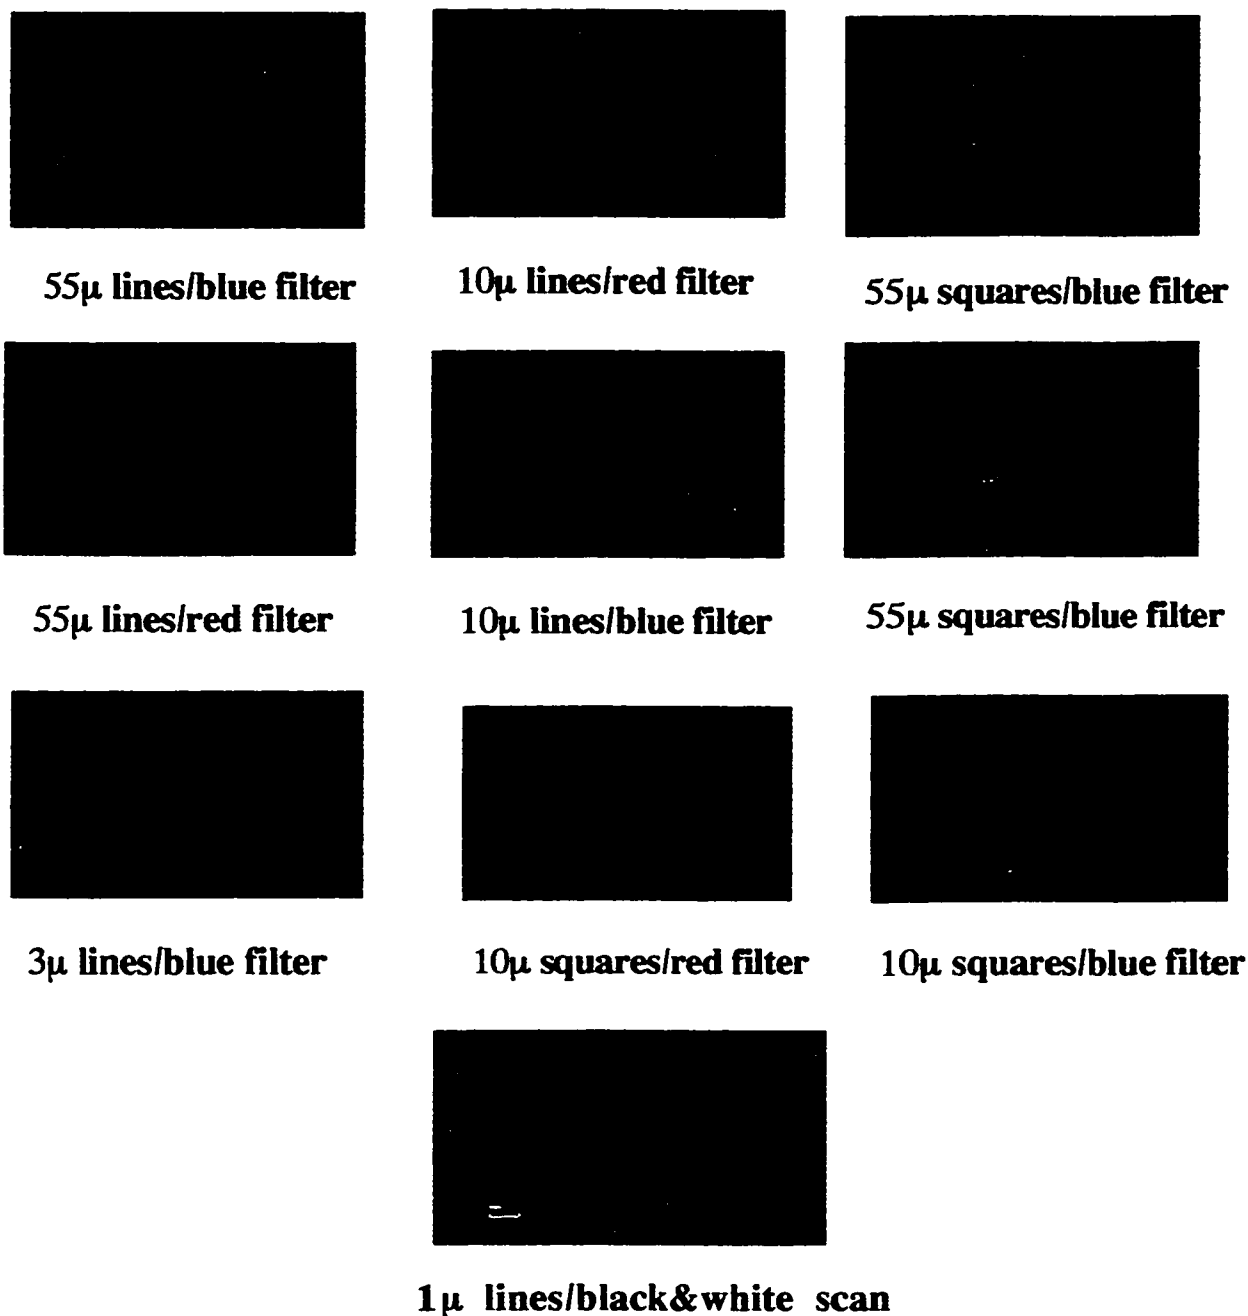 55μ lines/blue filter
10μ lines/red filter
55μ squares/blue filter
55μ lines/red filter
10μ lines/blue filter
55μ squares/blue filter
3μ lines/blue filter
10μ squares/red filter
10μ squares/blue filter
1μ lines/black&white scan